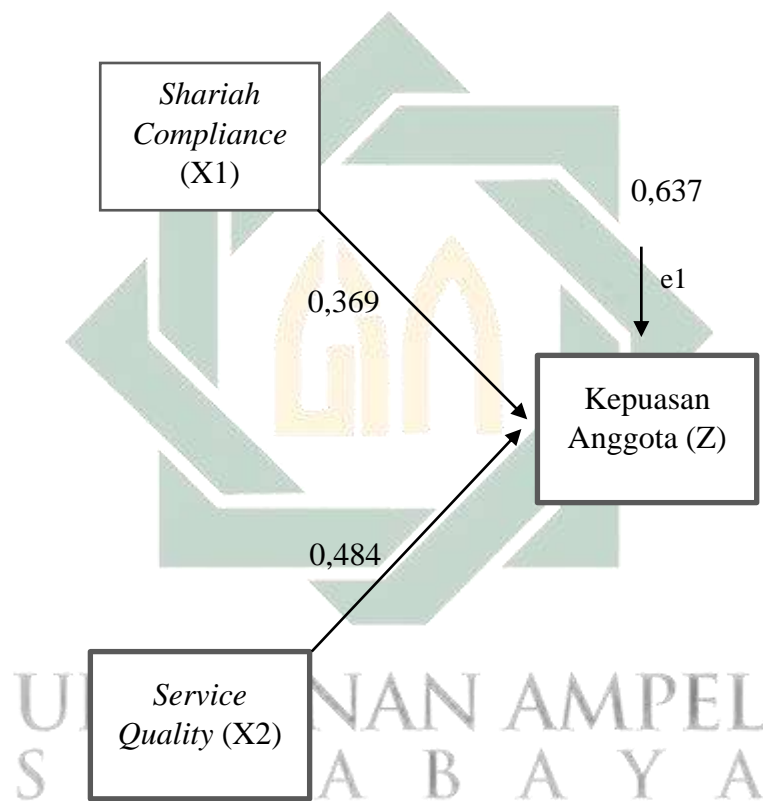 Shariah
Compliance
(X1)
0,637
e1
0,369
Kepuasan
Anggota (Z)
0,484
Service
Quality (X2)
NAN AMPEL
A B A Y A